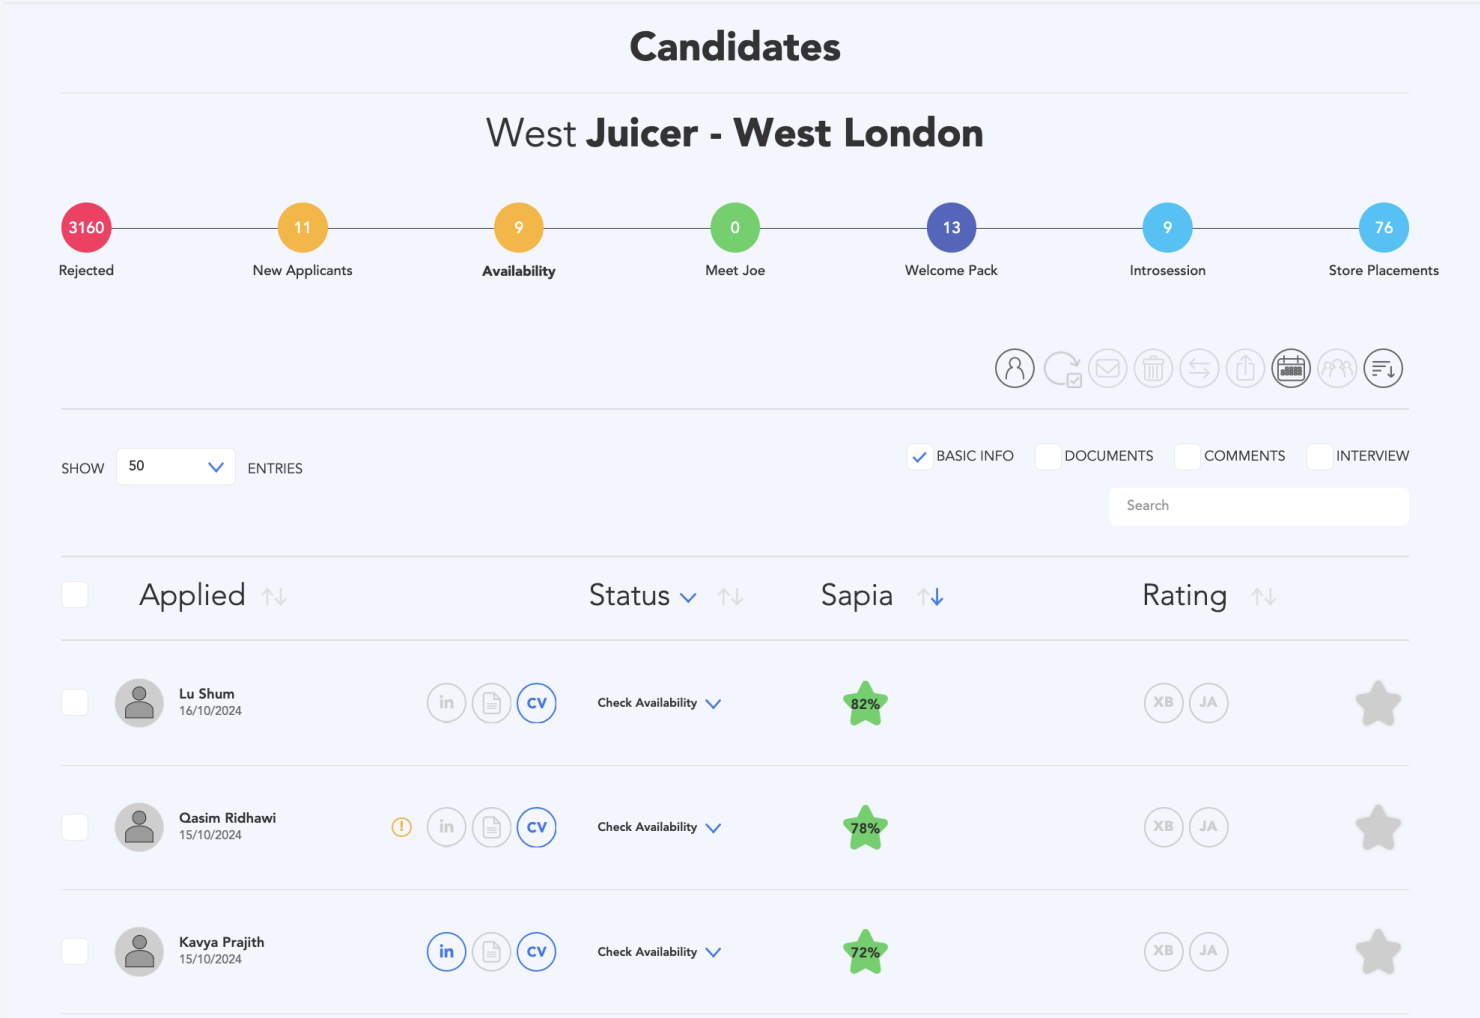 Candidates
West Juicer - West London
3160 11 9 0 13 9 76
Rejected New Applicants Availability Meet Joe Welcome Pack Introsession Store Placements
SHOW 50 ENTRIES
BASIC INFO DOCUMENTS COMMENTS INTERVIEW
Search
Applied Status Sapia Rating
Lu Shum
16/10/2024
in CV Check Availability 82% XB JA
Qasim Ridhawi
15/10/2024
! in CV Check Availability 78% XB JA
Kavya Prajith
15/10/2024
in CV Check Availability 72% XB JA